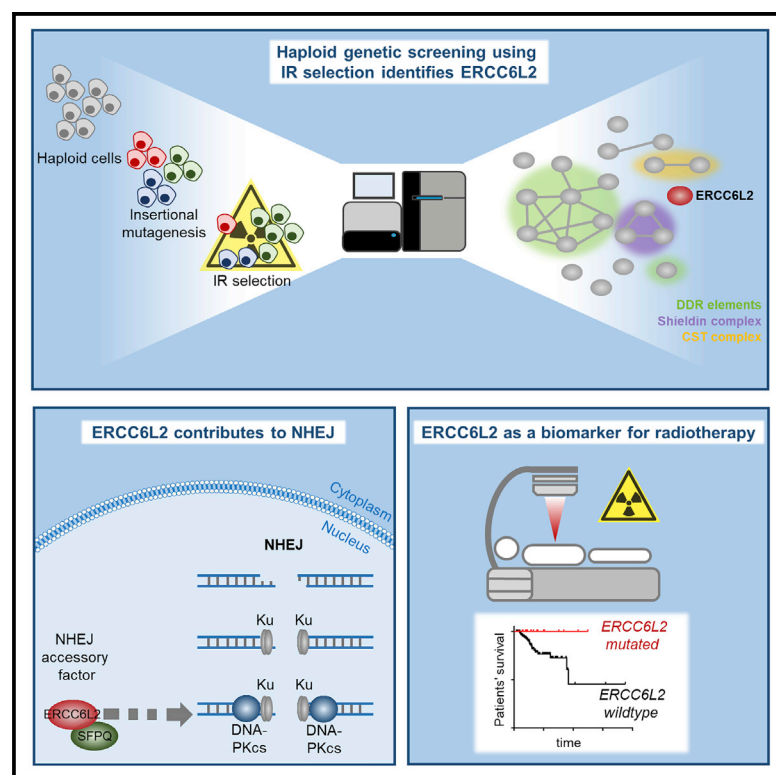 Haploid genetic screening using
IR selection identifies ERCC6L2
Haploid cells
Insertional
mutagenesis
IR selection
ERCC6L2
DDR elements
Shieldin complex
CST complex
ERCC6L2 contributes to NHEJ
Cytoplasm
Nucleus
NHEJ
Ku Ku
NHEJ
accessory
factor
Ku Ku
ERCC6L2
SFPQ
DNA-
PKcs
DNA-
PKcs
ERCC6L2 as a biomarker for radiotherapy
Patients' survival
ERCC6L2
mutated
ERCC6L2
wildtype
time